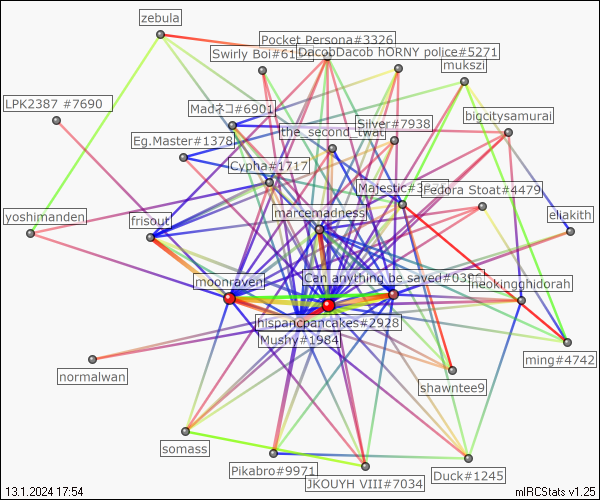 zebula
Pocket Persona#3326
Swirly Boi#61
DacobDacob hORNY police#5271
mukszi
LPK2387 #7690
Madネコ#6901
bigcitysamurai
Silver#7938
the_second_twat
Eg.Master#1378
Cypha#1717
Majestic#3
Fedora Stoat#4479
yoshimanden
frisout
marcemadness
eliakith
moonraven
Can anything be saved#03
neokingghidorah
hispancpancakes#2928
Mushy#1984
ming#4742
normalwan
shawntee9
somass
Pikabro#9971
JKOUYH VIII#7034
Duck#1245
13.1.2024 17:54
mIRCStats v1.25